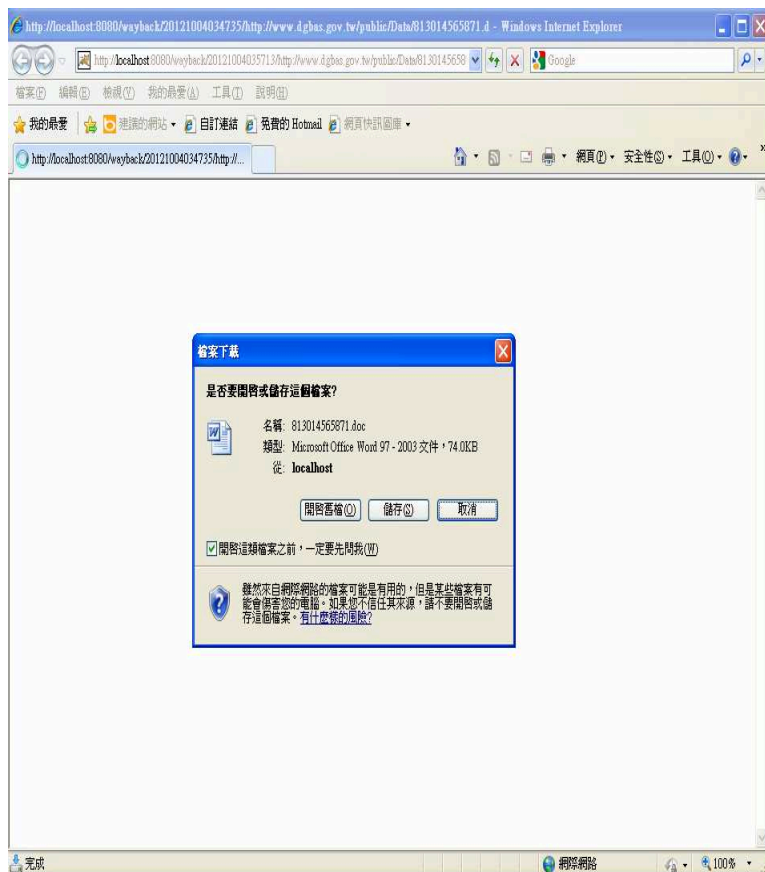 http://localhost:8080/wayback/20121004034735/http://www.dgbas.gov.tw/public/Data/813014565871.d - Windows Internet Explorer
http://localhost:8080/wayback/20121004035713/http://www.dgbas.gov.tw/public/Data/8130145658 Google
檔案(F) 編輯(E) 檢視(V) 我的最愛(A) 工具(T) 說明(H)
我的最愛 建議的網站 自訂連結 免費的 Hotmail 網頁快訊圖庫
http://localhost:8080/wayback/20121004034735/http://... 網頁(P) 安全性(S) 工具(O)
檔案下載
是否要開啟或儲存這個檔案?
名稱: 813014565871.doc
類型: Microsoft Office Word 97 - 2003 文件,74.0KB
從: localhost
開啟舊檔(O) 儲存(S) 取消
開啟這類檔案之前,一定要先問我(W)
雖然來自網際網路的檔案可能是有用的,但是某些檔案有可
能會傷害您的電腦。如果您不信任其來源,請不要開啟或儲
存這個檔案。有什麼樣的風險?
完成 網際網路 100%